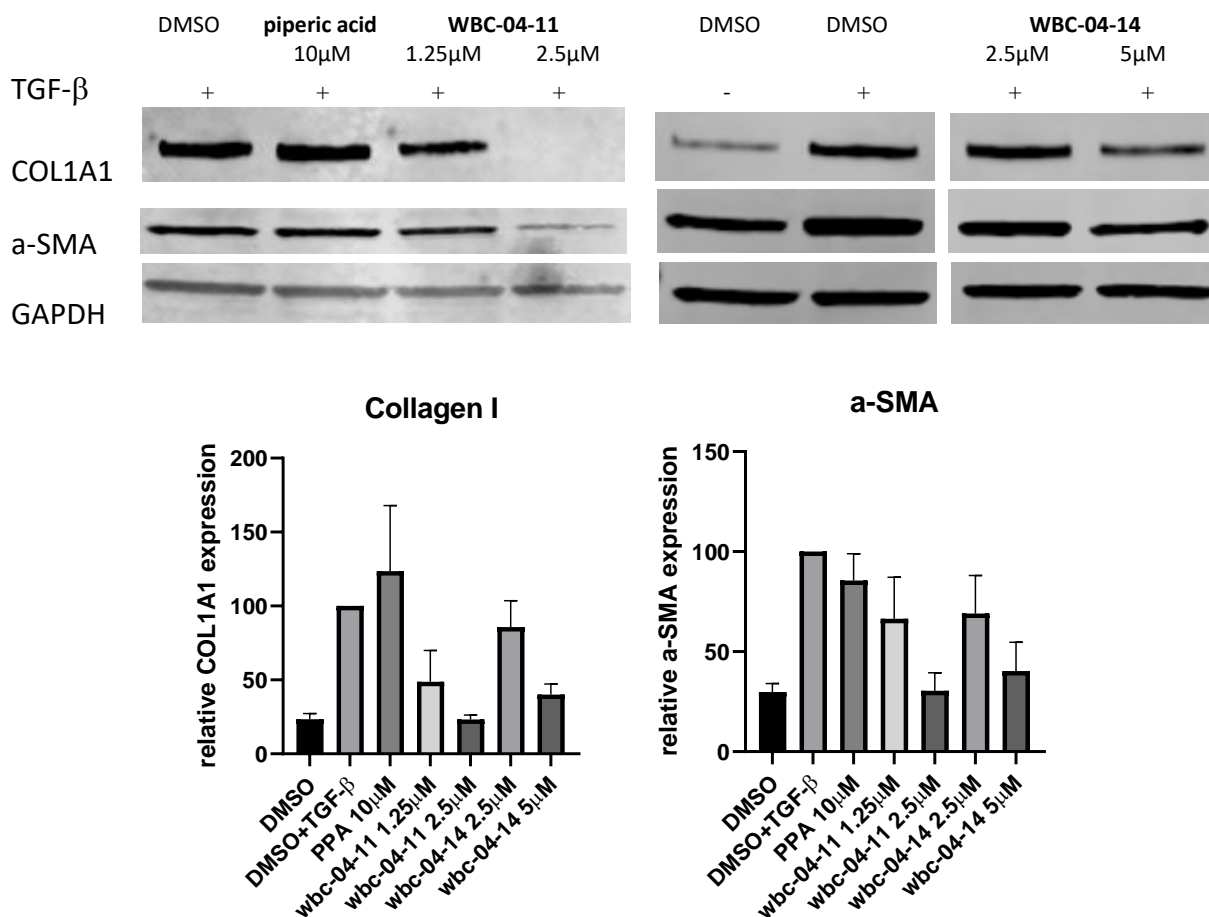 DMSO piperic acid WBC-04-11 DMSO DMSO WBC-04-14
10µM 1.25µM 2.5µM 2.5µM 5µM
TGF-β + + + + - + + +
COL1A1
a-SMA
GAPDH
Collagen I
relative COL1A1 expression
200
150
100
50
0
DMSO
DMSO+TGF-β
PPA 10µM
wbc-04-11 1.25µM
wbc-04-11 2.5µM
wbc-04-14 2.5µM
wbc-04-14 5µM
a-SMA
relative a-SMA expression
150
100
50
0
DMSO
DMSO+TGF-β
PPA 10µM
wbc-04-11 1.25µM
wbc-04-11 2.5µM
wbc-04-14 2.5µM
wbc-04-14 5µM